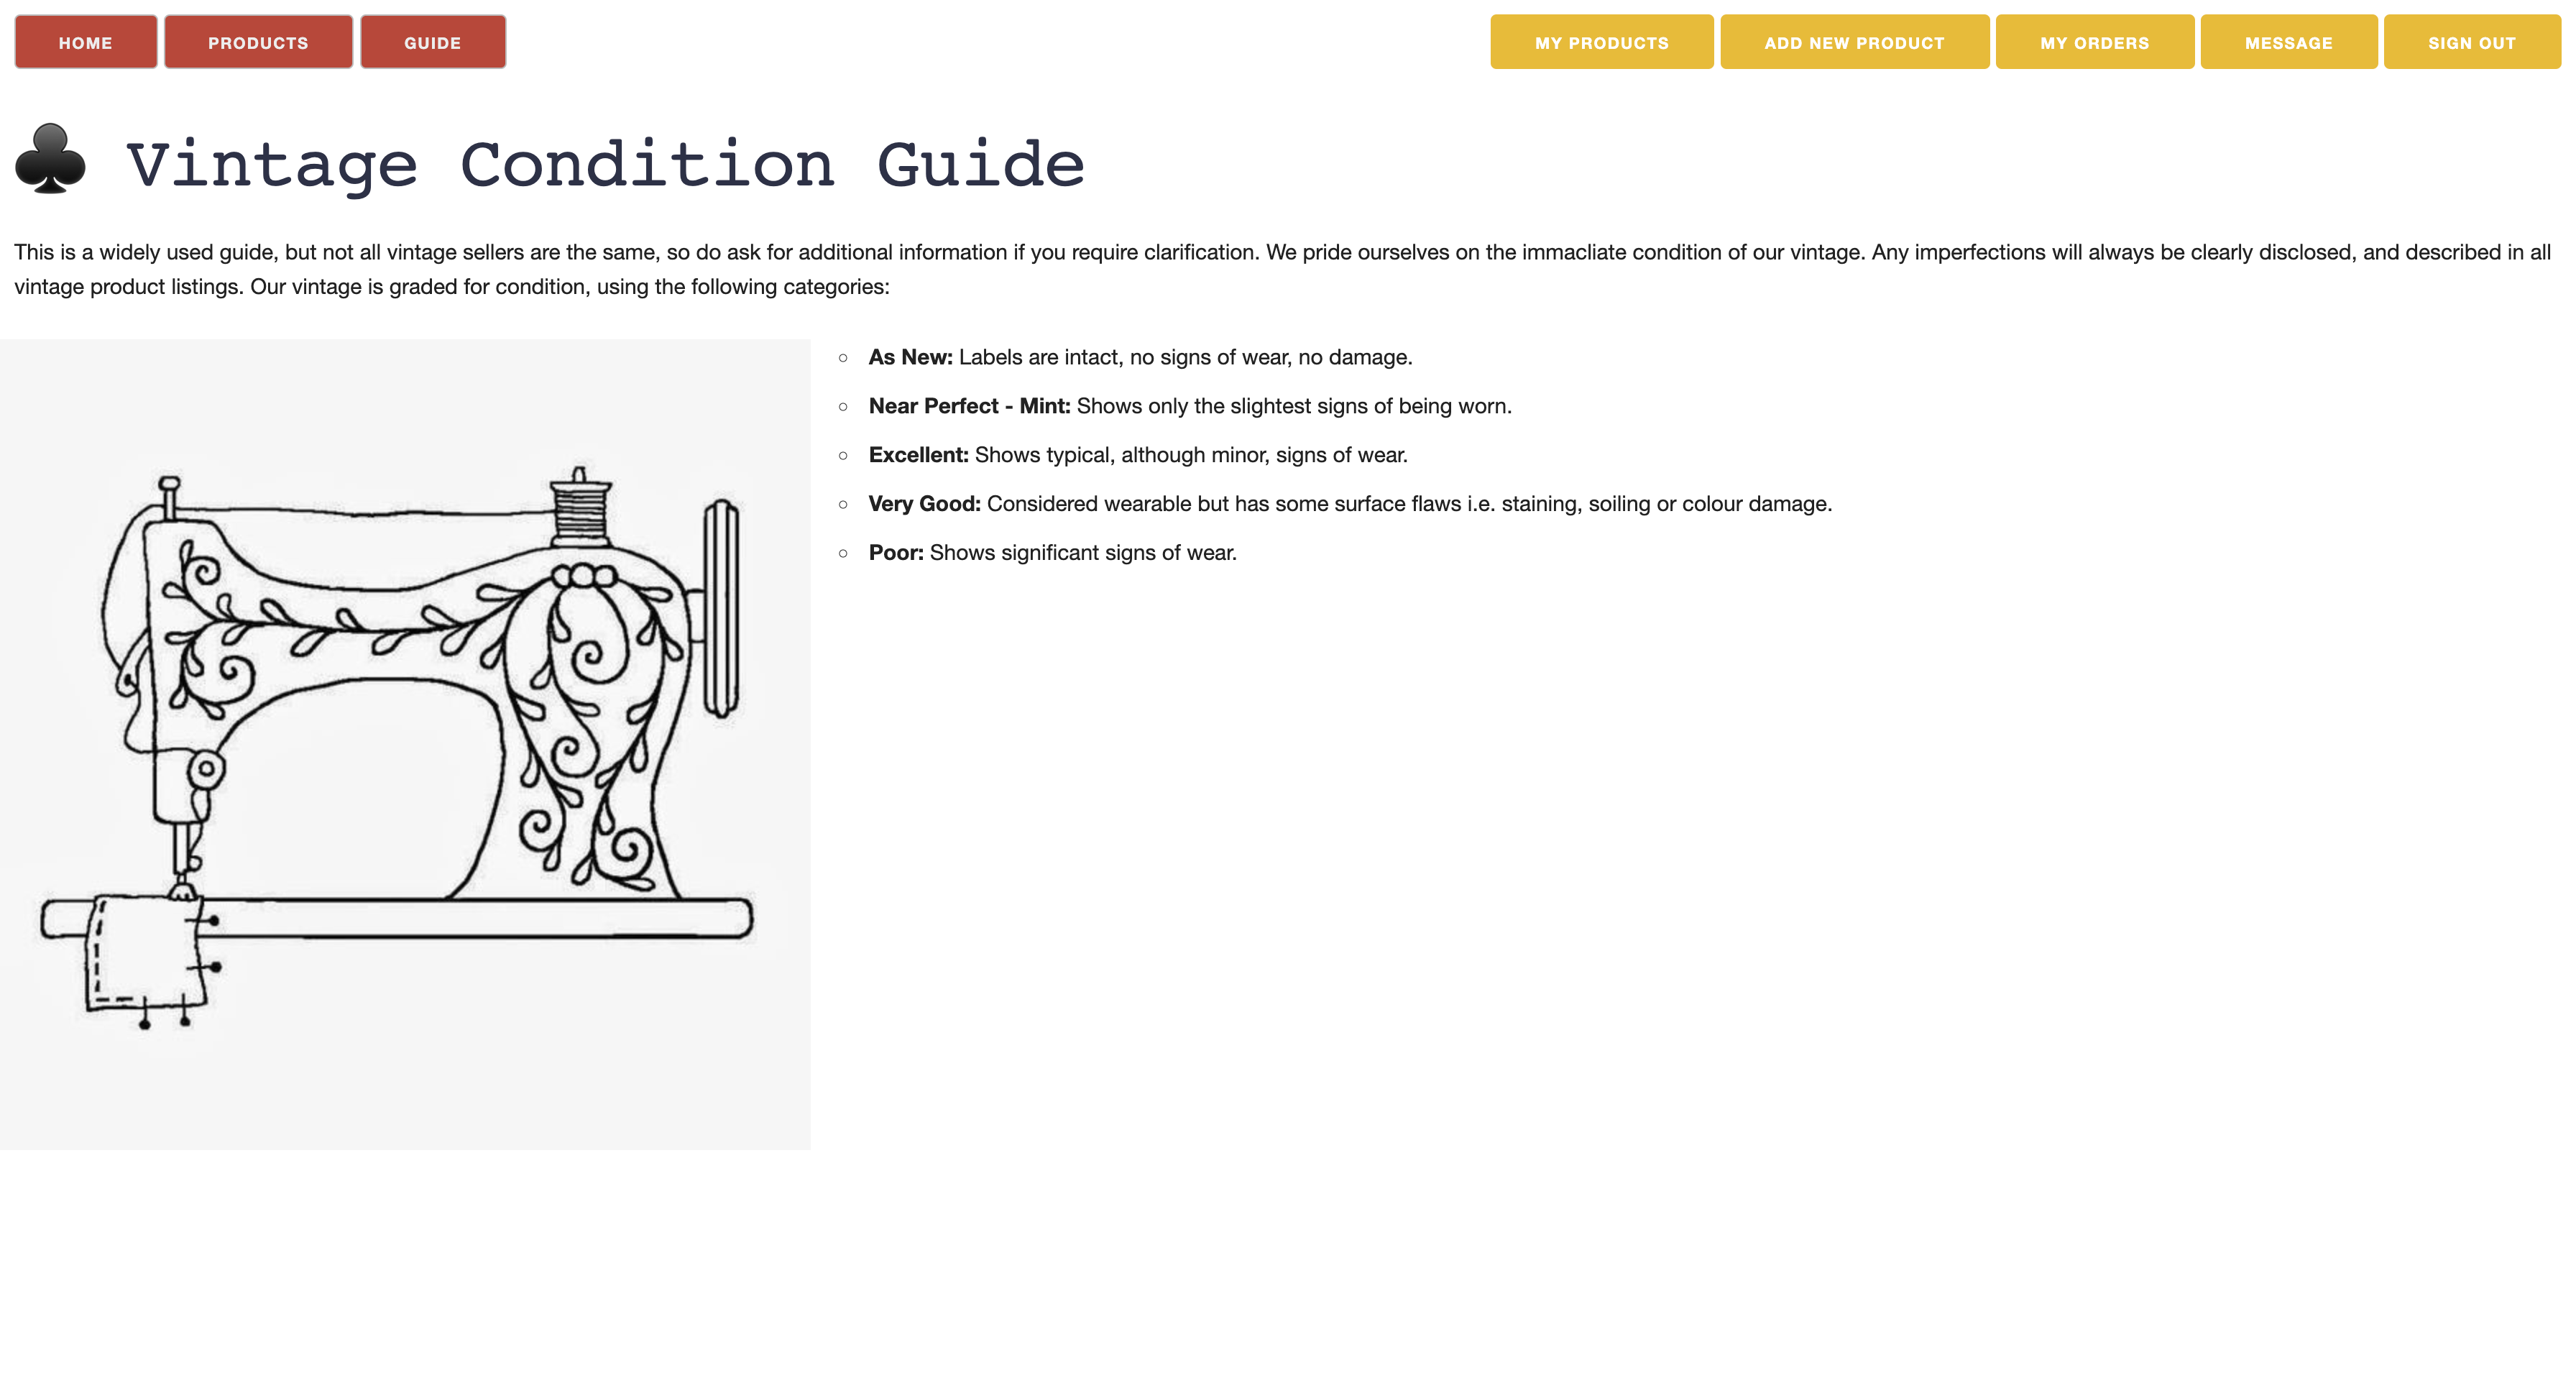 HOME PRODUCTS GUIDE MY PRODUCTS ADD NEW PRODUCT MY ORDERS MESSAGE SIGN OUT
♣ Vintage Condition Guide
This is a widely used guide, but not all vintage sellers are the same, so do ask for additional information if you require clarification. We pride ourselves on the immacliate condition of our vintage. Any imperfections will always be clearly disclosed, and described in all
vintage product listings. Our vintage is graded for condition, using the following categories:
As New: Labels are intact, no signs of wear, no damage.
Near Perfect - Mint: Shows only the slightest signs of being worn.
Excellent: Shows typical, although minor, signs of wear.
Very Good: Considered wearable but has some surface flaws i.e. staining, soiling or colour damage.
Poor: Shows significant signs of wear.